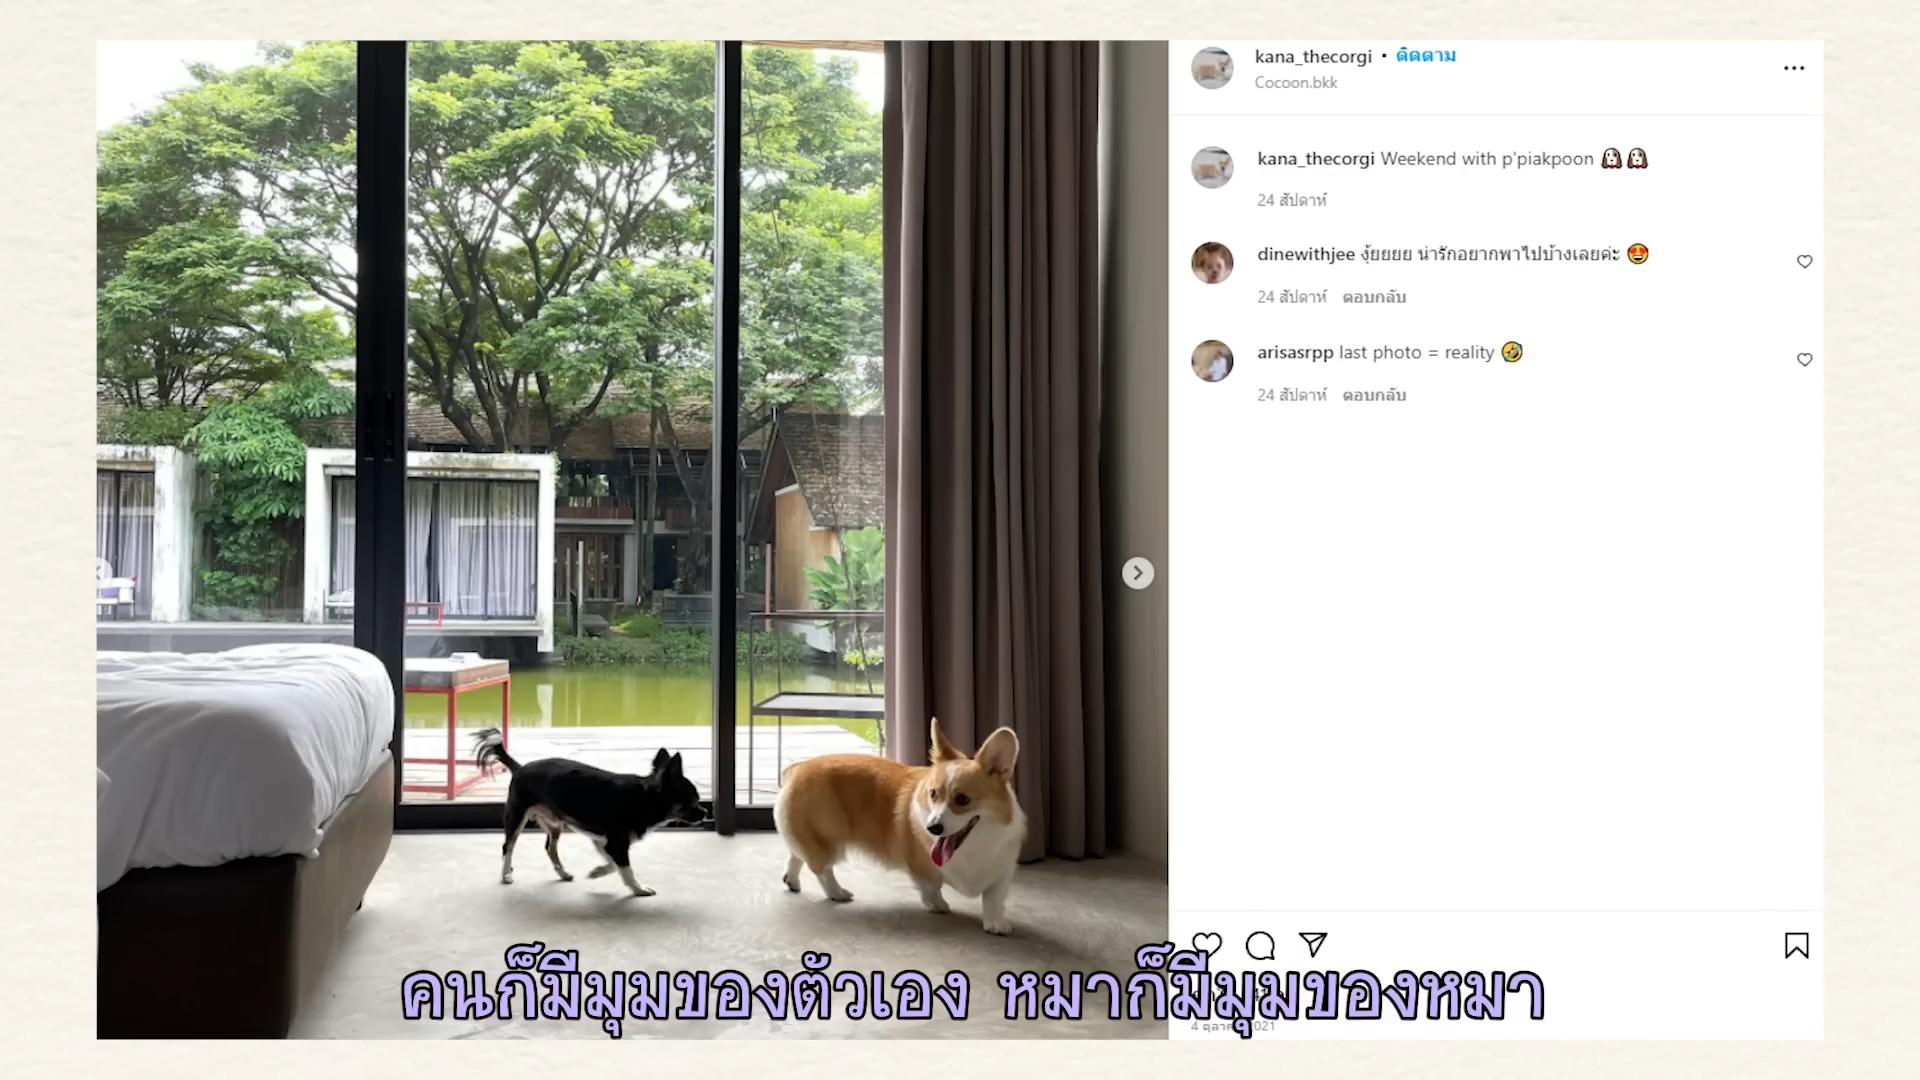 kana_thecorgi • ติดตาม
Cocoon.bkk
kana_thecorgi Weekend with p'piakpoon
24 สัปดาห์
dinewithjee งุ้ยยยย น่ารักอยากพาไปบ้างเลยค่ะ 😍
24 สัปดาห์ ตอบกลับ
arisasrpp last photo = reality 🤣
24 สัปดาห์ ตอบกลับ
คนก็มีมุมของตัวเอง หมาก็มีมุมของหมา
4 2021